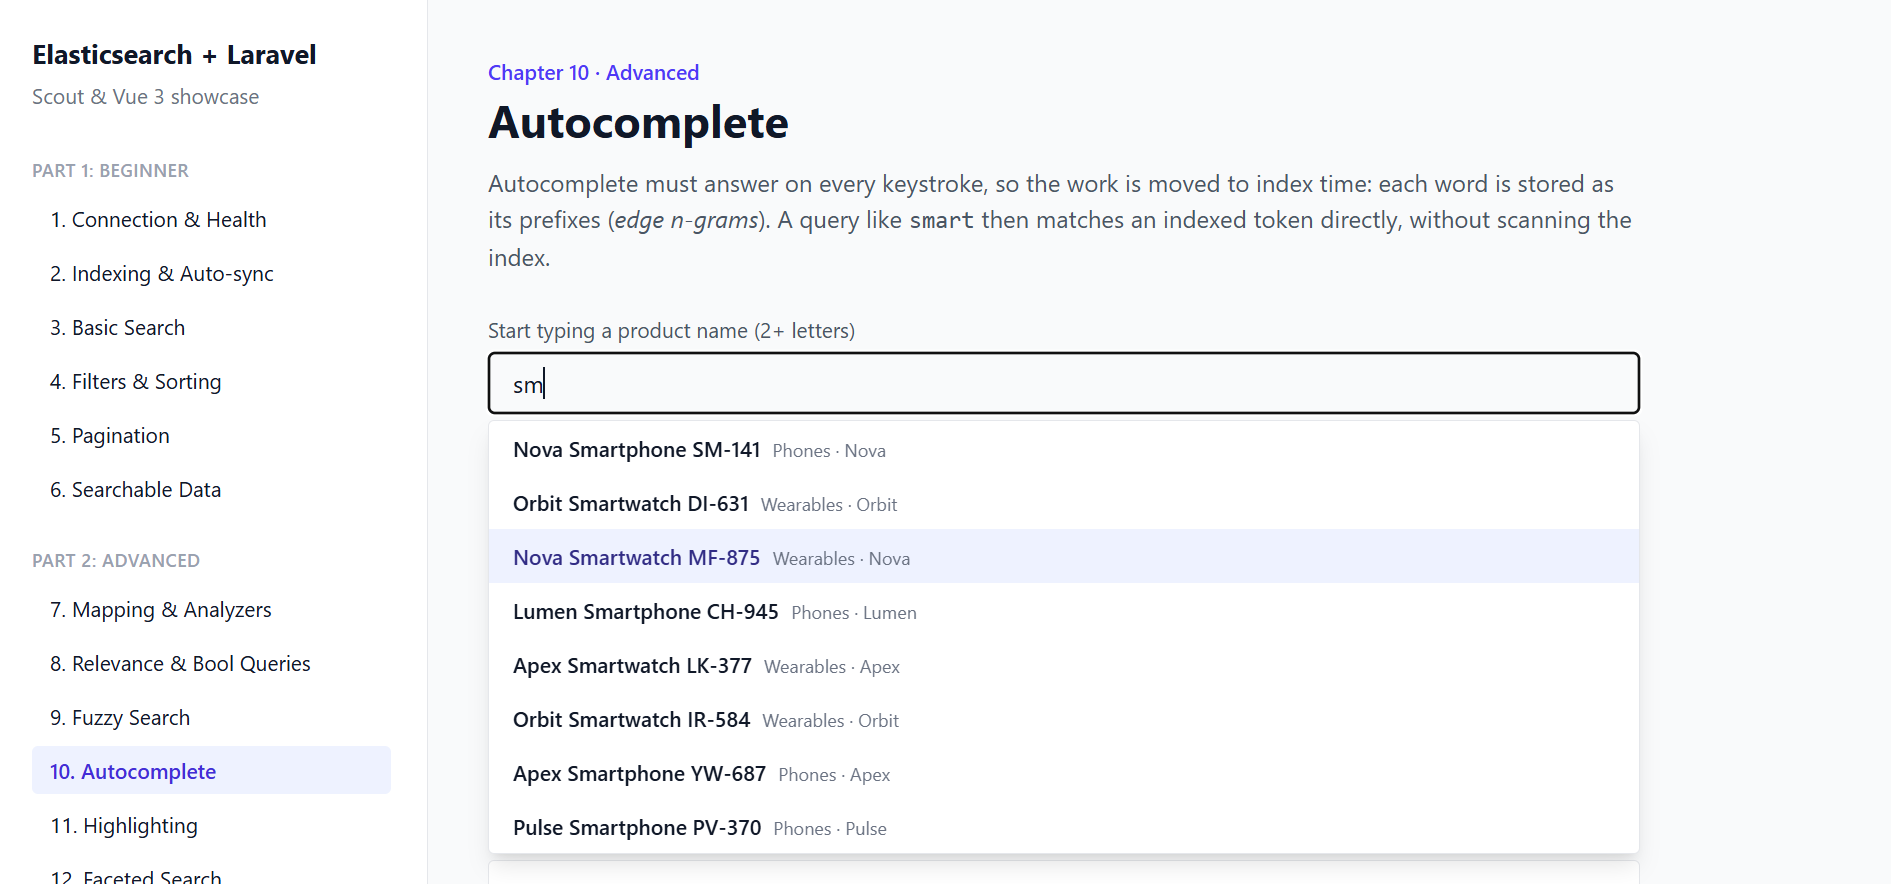 Elasticsearch + Laravel
Scout & Vue 3 showcase
PART 1: BEGINNER
1. Connection & Health
2. Indexing & Auto-sync
3. Basic Search
4. Filters & Sorting
5. Pagination
6. Searchable Data
PART 2: ADVANCED
7. Mapping & Analyzers
8. Relevance & Bool Queries
9. Fuzzy Search
10. Autocomplete
11. Highlighting
12. Faceted Search
Chapter 10 · Advanced
Autocomplete
Autocomplete must answer on every keystroke, so the work is moved to index time: each word is stored as
its prefixes (edge n-grams). A query like smart then matches an indexed token directly, without scanning the
index.
Start typing a product name (2+ letters)
sm
Nova Smartphone SM-141 Phones · Nova
Orbit Smartwatch DI-631 Wearables · Orbit
Nova Smartwatch MF-875 Wearables · Nova
Lumen Smartphone CH-945 Phones · Lumen
Apex Smartwatch LK-377 Wearables · Apex
Orbit Smartwatch IR-584 Wearables · Orbit
Apex Smartphone YW-687 Phones · Apex
Pulse Smartphone PV-370 Phones · Pulse